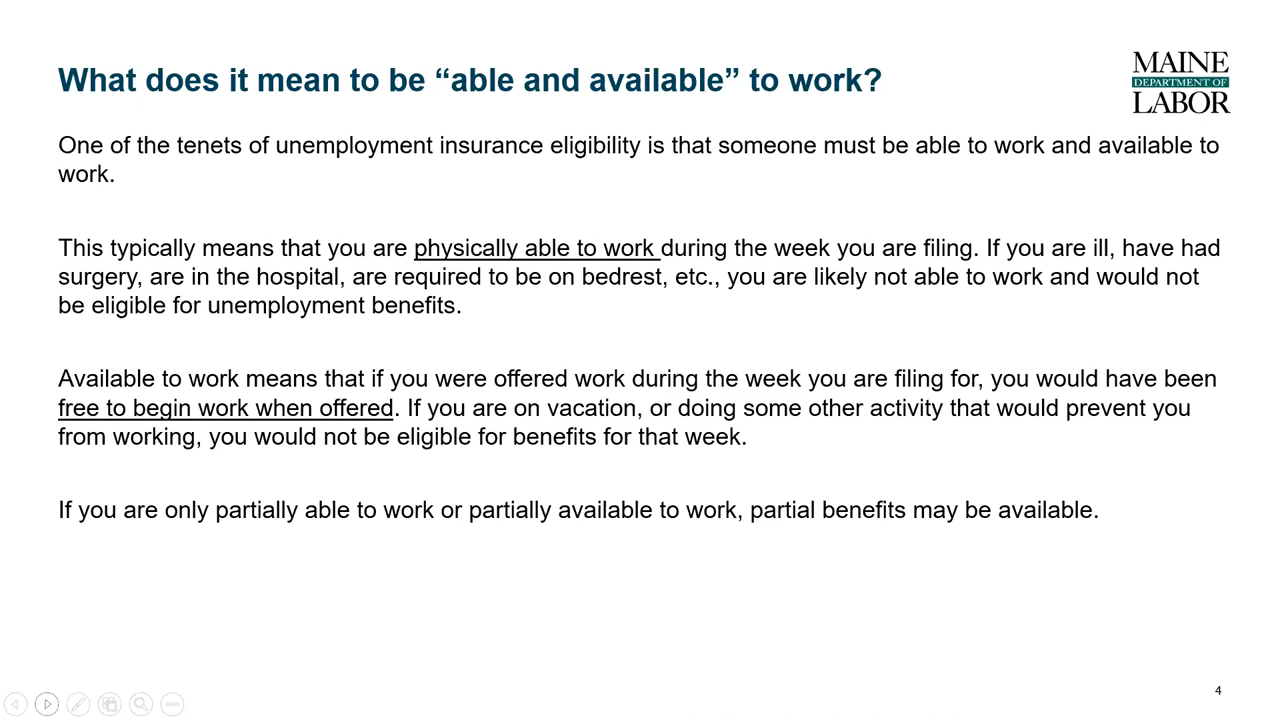 What does it mean to be “able and available” to work?
MAINE
DEPARTMENT OF
LABOR
One of the tenets of unemployment insurance eligibility is that someone must be able to work and available to
work.
This typically means that you are physically able to work during the week you are filing. If you are ill, have had
surgery, are in the hospital, are required to be on bedrest, etc., you are likely not able to work and would not
be eligible for unemployment benefits.
Available to work means that if you were offered work during the week you are filing for, you would have been
free to begin work when offered. If you are on vacation, or doing some other activity that would prevent you
from working, you would not be eligible for benefits for that week.
If you are only partially able to work or partially available to work, partial benefits may be available.
4